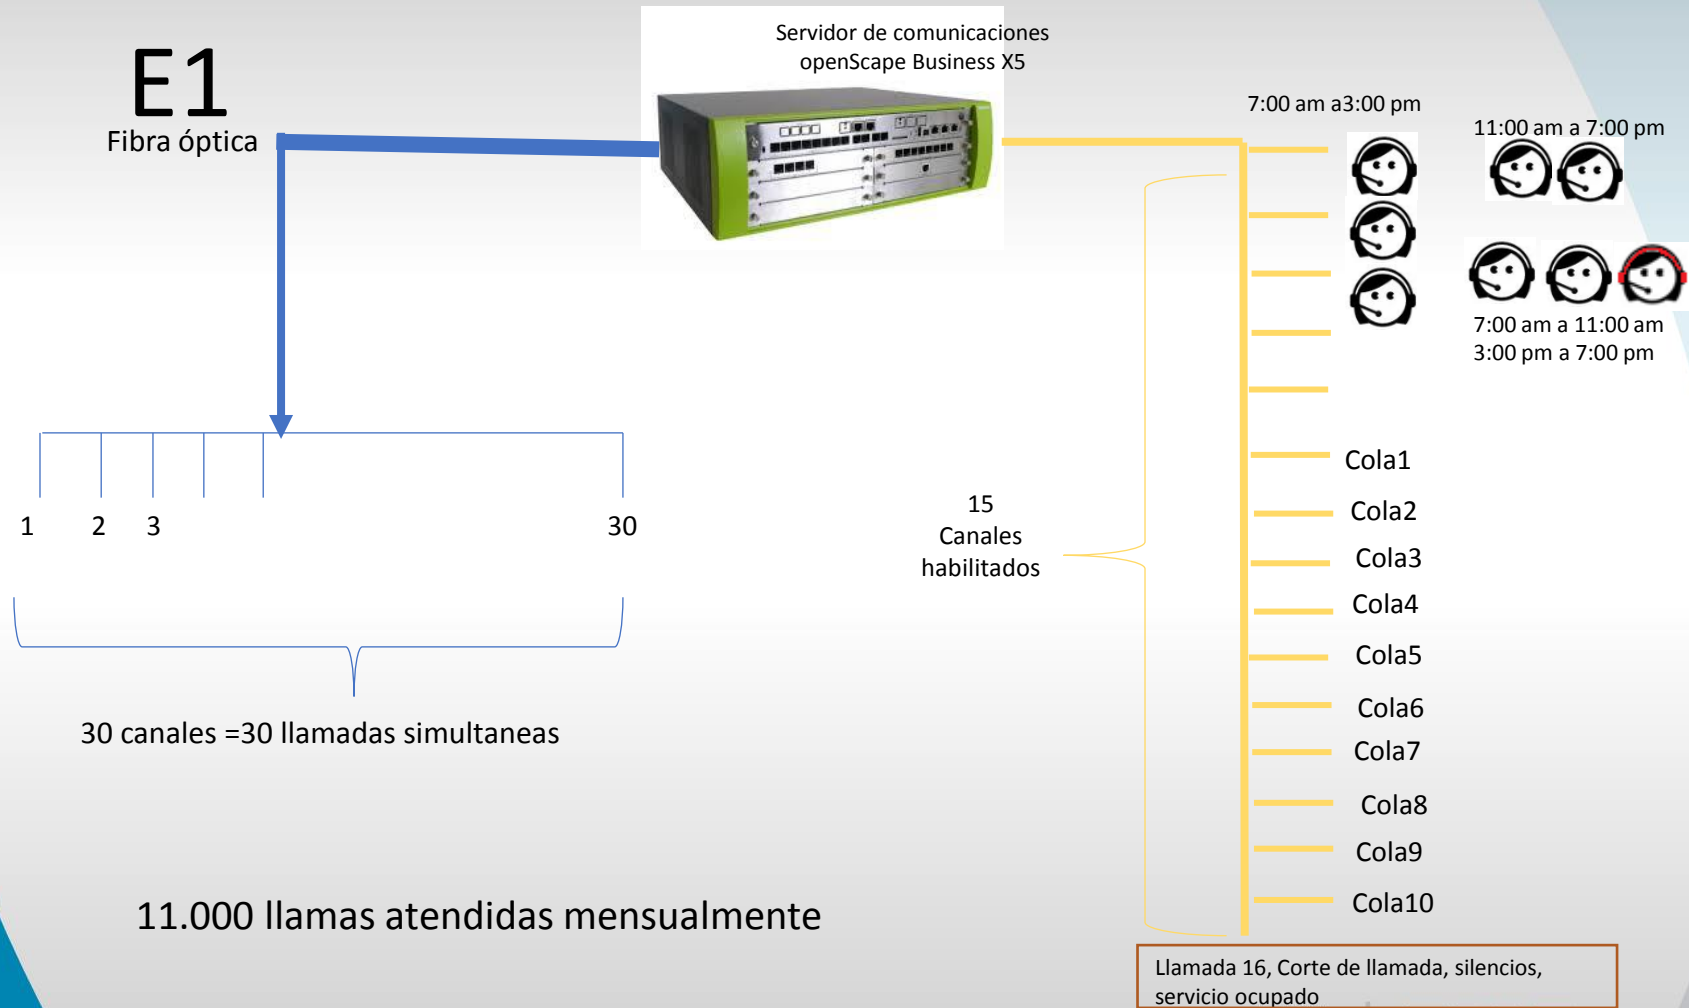 E1
Fibra óptica
Servidor de comunicaciones
openScape Business X5
7:00 am a3:00 pm
11:00 am a 7:00 pm
7:00 am a 11:00 am
3:00 pm a 7:00 pm
1 2 3 30
30 canales =30 llamadas simultaneas
15
Canales
habilitados
Cola1
Cola2
Cola3
Cola4
Cola5
Cola6
Cola7
Cola8
Cola9
Cola10
11.000 llamas atendidas mensualmente
Llamada 16, Corte de llamada, silencios,
servicio ocupado